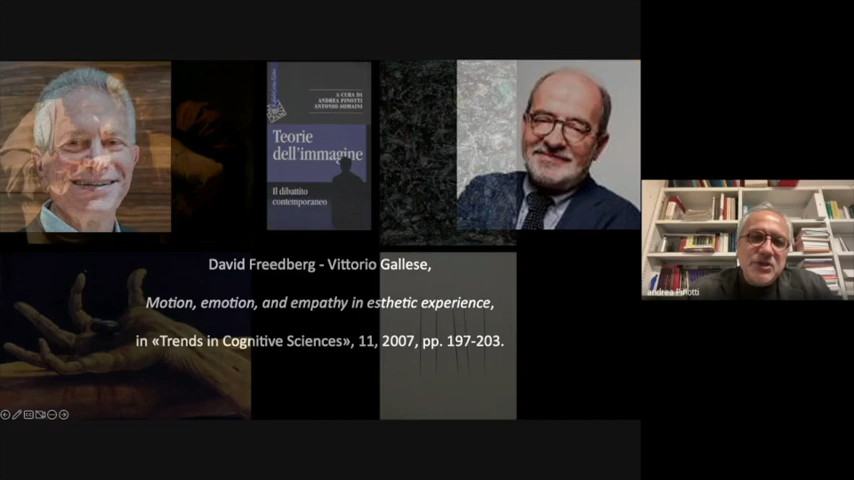 A CURA DI
ANDREA PINOTTI
ANTONIO SOMAINI
Teorie
dell'immagine
Il dibattito
contemporaneo
David Freedberg - Vittorio Gallese,
Motion, emotion, and empathy in esthetic experience,
in «Trends in Cognitive Sciences», 11, 2007, pp. 197-203.
andrea Pinotti